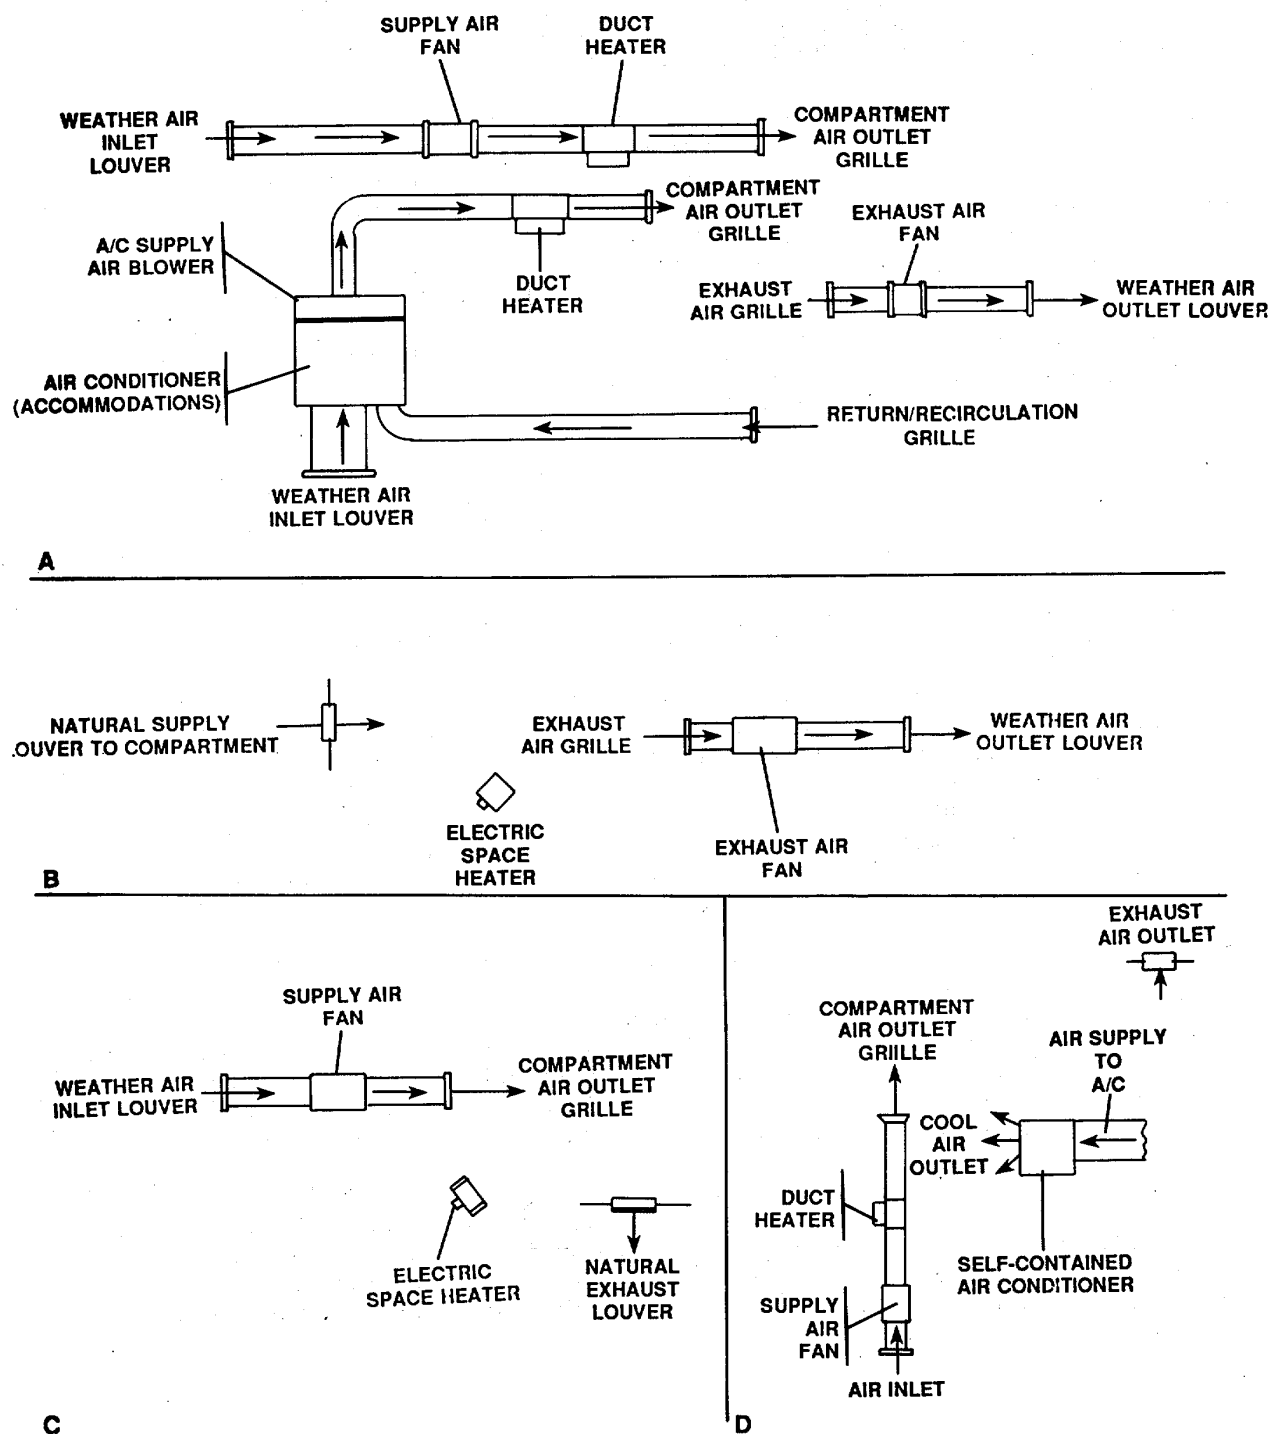 SUPPLY AIR
FAN
DUCT
HEATER
WEATHER AIR
INLET
LOUVER
COMPARTMENT
AIR OUTLET
GRILLE
COMPARTMENT
AIR OUTLET
GRILLE
EXHAUST AIR
FAN
A/C SUPPLY
AIR BLOWER
DUCT
HEATER
EXHAUST
AIR GRILLE
WEATHER AIR
OUTLET LOUVER
AIR CONDITIONER
(ACCOMMODATIONS)
RETURN/RECIRCULATION
GRILLE
WEATHER AIR
INLET LOUVER
A
NATURAL SUPPLY
OUVER TO COMPARTMENT
EXHAUST
AIR GRILLE
WEATHER AIR
OUTLET LOUVER
ELECTRIC
SPACE
HEATER
EXHAUST AIR
FAN
B
SUPPLY AIR
FAN
WEATHER AIR
INLET LOUVER
COMPARTMENT
AIR OUTLET
GRILLE
ELECTRIC
SPACE HEATER
NATURAL
EXHAUST
LOUVER
C
EXHAUST
AIR OUTLET
COMPARTMENT
AIR OUTLET
GRIILLE
AIR SUPPLY
TO
A/C
COOL
AIR
OUTLET
DUCT
HEATER
SELF-CONTAINED
AIR CONDITIONER
SUPPLY
AIR
FAN
AIR INLET
D